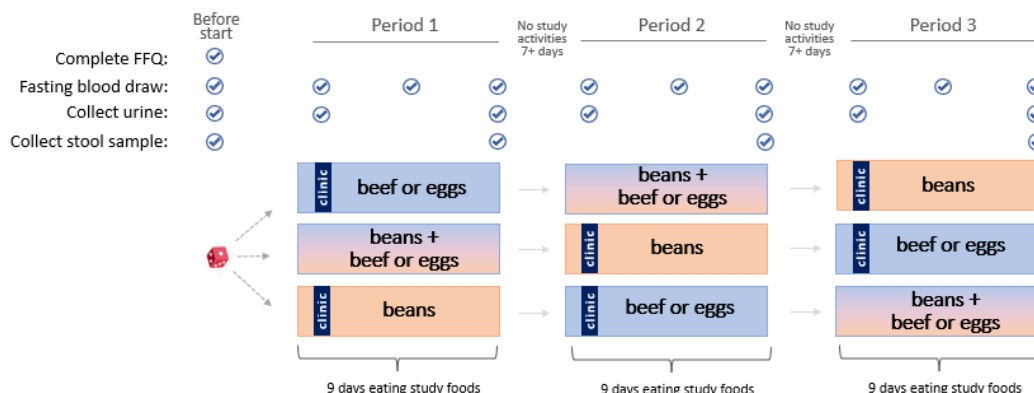 Before
start
Period 1
No study
activities
7+ days
Period 2
No study
activities
7+ days
Period 3
Complete FFQ:
Fasting blood draw:
Collect urine:
Collect stool sample:
clinic
beef or eggs
beans +
beef or eggs
clinic
beans
beans +
beef or eggs
clinic
beans
clinic
beef or eggs
clinic
beans
clinic
beef or eggs
beans +
beef or eggs
9 days eating study foods
9 days eating study foods
9 days eating study foods